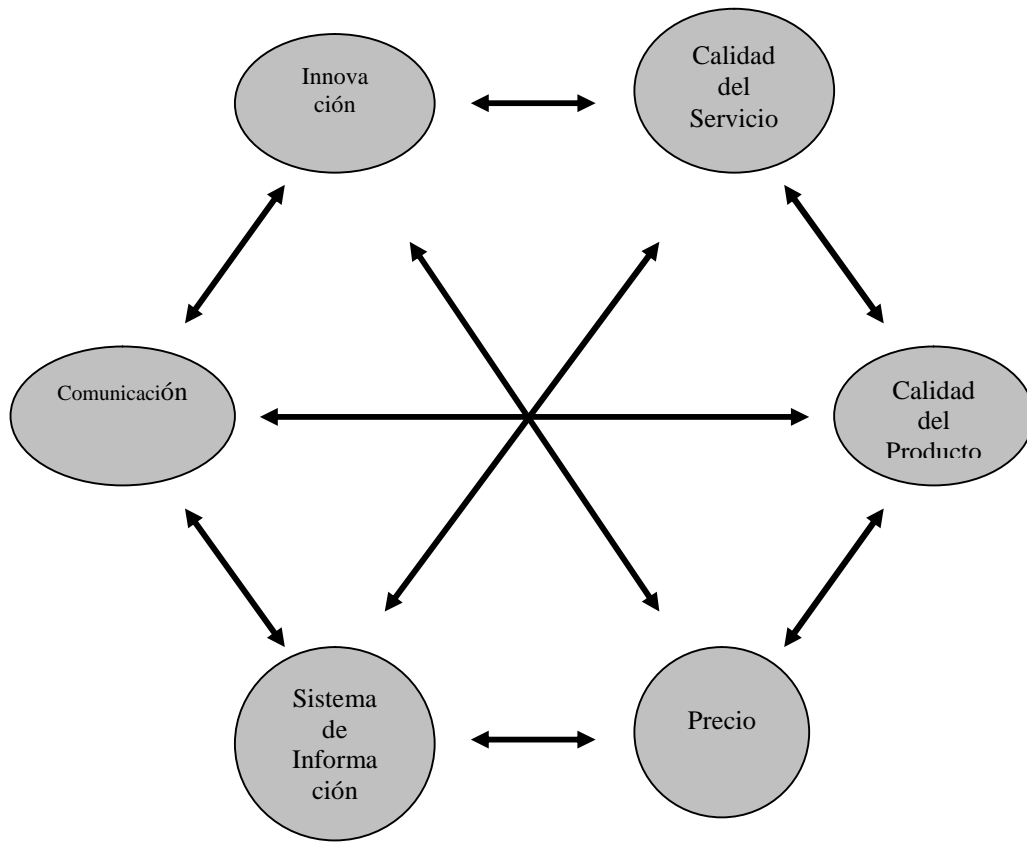 Innova
ción
Calidad
del
Servicio
Comunicación
Calidad
del
Producto
Sistema
de
Informa
ción
Precio